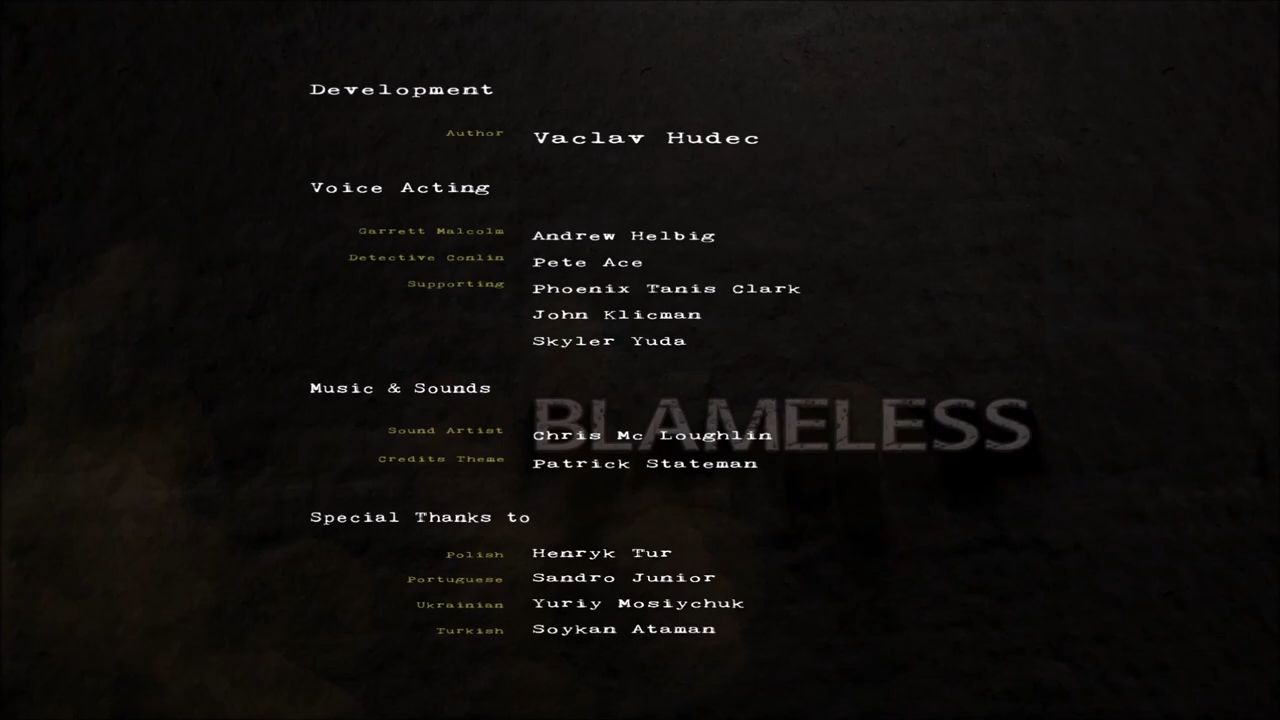 Development
Author Vaclav Hudec
Voice Acting
Garrett Malcolm Andrew Helbig
Detective Conlin Pete Ace
Supporting Phoenix Tanis Clark
John Klicman
Skyler Yuda
Music & Sounds
BLAMELESS
Sound Artist Chris Mc Loughlin
Credits Theme Patrick Stateman
Special Thanks to
Polish Henryk Tur
Portuguese Sandro Junior
Ukrainian Yuriy Mosiychuk
Turkish Soykan Ataman